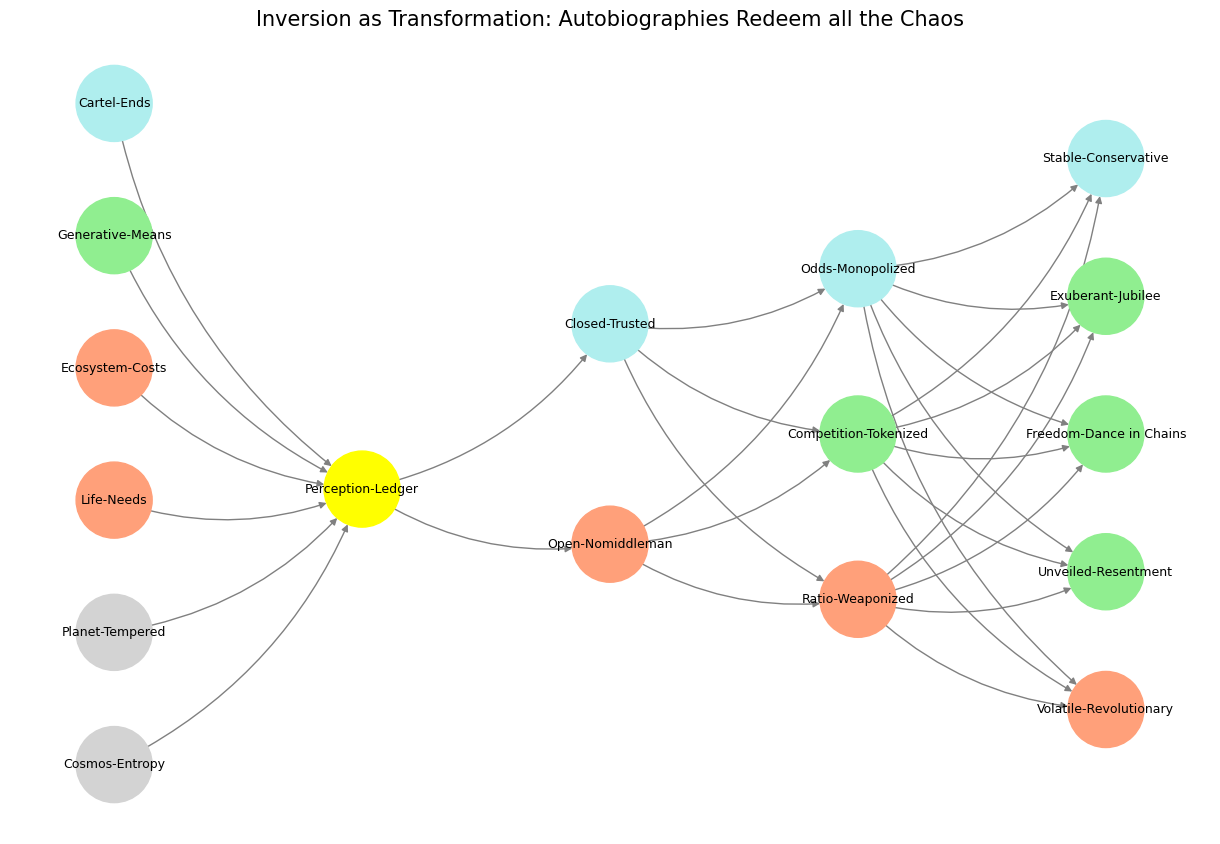 Inversion as Transformation: Autobiographies Redeem all the Chaos
Cartel-Ends
Generative-Means
Ecosystem-Costs
Life-Needs
Planet-Tempered
Cosmos-Entropy
Perception-Ledger
Closed-Trusted
Open-Nomiddleman
Odds-Monopolized
Competition-Tokenized
Ratio-Weaponized
Stable-Conservative
Exuberant-Jubilee
Freedom-Dance in Chains
Unveiled-Resentment
Volatile-Revolutionary